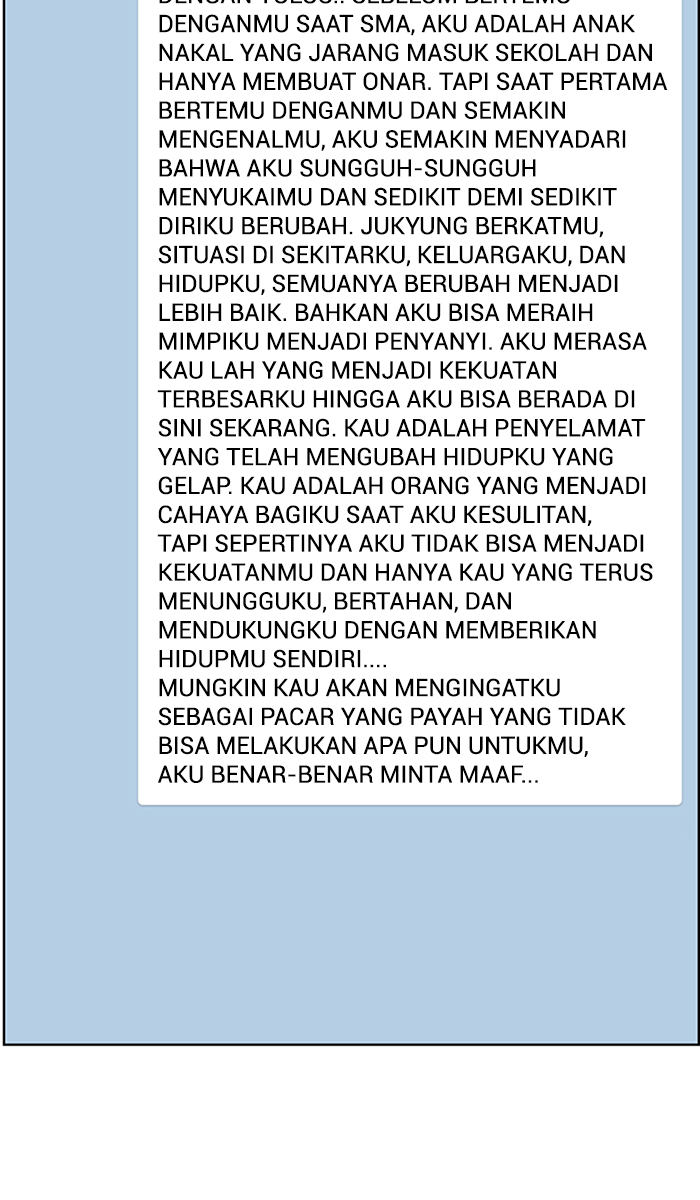 DENGAN TULUS.. SEBELUM BERTEMU
DENGANMU SAAT SMA, AKU ADALAH ANAK
NAKAL YANG JARANG MASUK SEKOLAH DAN
HANYA MEMBUAT ONAR. TAPI SAAT PERTAMA
BERTEMU DENGANMU DAN SEMAKIN
MENGENALMU, AKU SEMAKIN MENYADARI
BAHWA AKU SUNGGUH-SUNGGUH
MENYUKAIMU DAN SEDIKIT DEMI SEDIKIT
DIRIKU BERUBAH. JUKYUNG BERKATMU,
SITUASI DI SEKITARKU, KELUARGAKU, DAN
HIDUPKU, SEMUANYA BERUBAH MENJADI
LEBIH BAIK. BAHKAN AKU BISA MERAIH
MIMPIKU MENJADI PENYANYI. AKU MERASA
KAU LAH YANG MENJADI KEKUATAN
TERBESARKU HINGGA AKU BISA BERADA DI
SINI SEKARANG. KAU ADALAH PENYELAMAT
YANG TELAH MENGUBAH HIDUPKU YANG
GELAP. KAU ADALAH ORANG YANG MENJADI
CAHAYA BAGIKU SAAT AKU KESULITAN,
TAPI SEPERTINYA AKU TIDAK BISA MENJADI
KEKUATANMU DAN HANYA KAU YANG TERUS
MENUNGGUKU, BERTAHAN, DAN
MENDUKUNGKU DENGAN MEMBERIKAN
HIDUPMU SENDIRI....
MUNGKIN KAU AKAN MENGINGATKU
SEBAGAI PACAR YANG PAYAH YANG TIDAK
BISA MELAKUKAN APA PUN UNTUKMU,
AKU BENAR-BENAR MINTA MAAF...